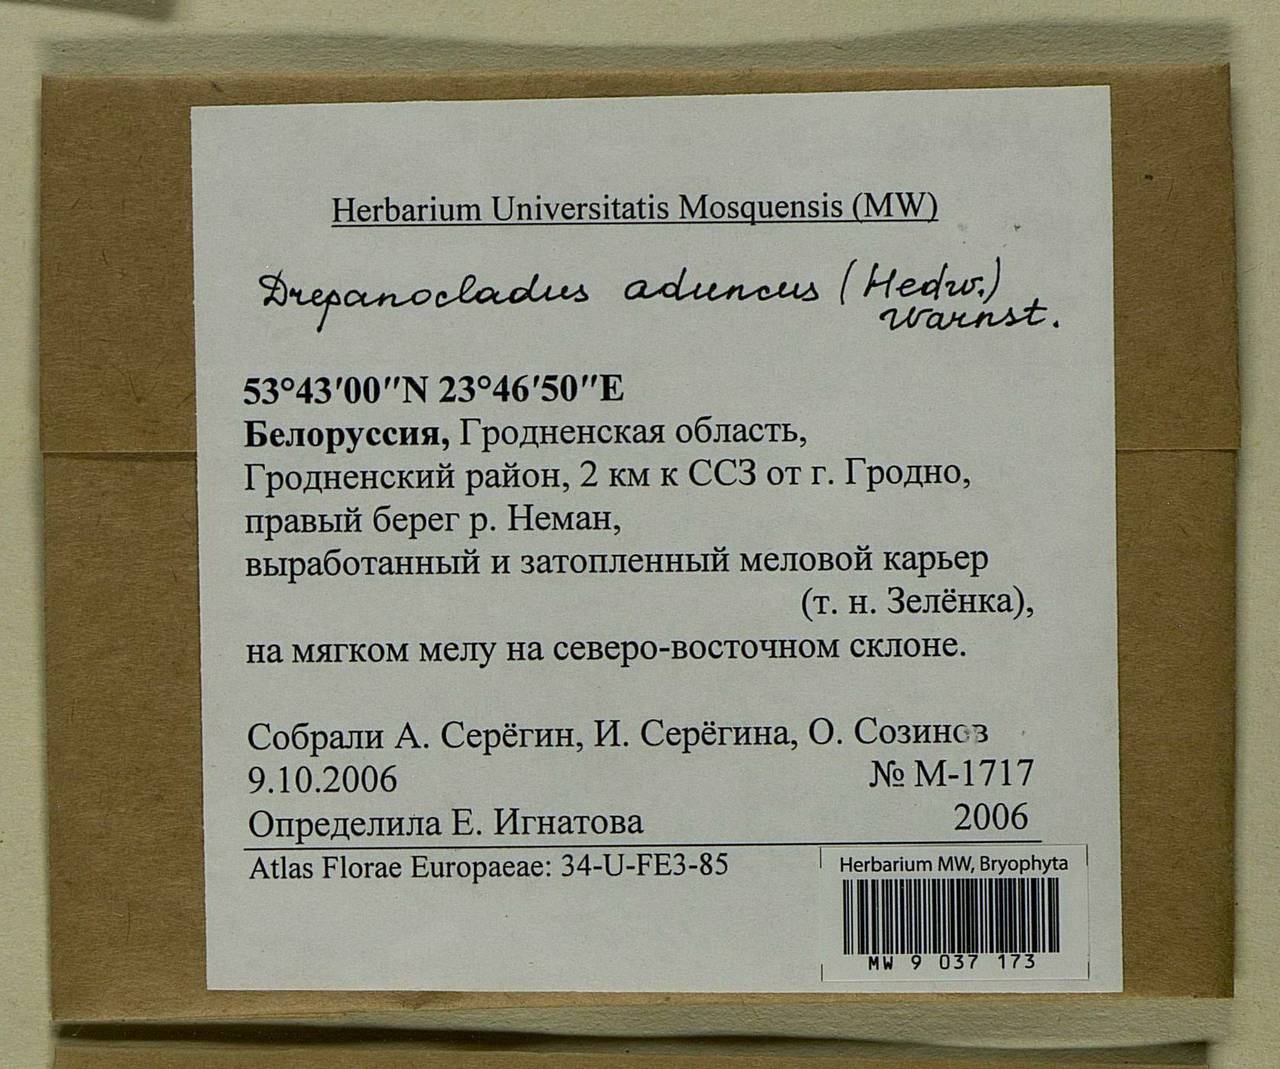 Herbarium Universitatis Mosquensis (MW)
Drepanocladus aduncus (Hedw.)
Warnst.
53°43′00″N 23°46′50″E
Белоруссия, Гродненская область,
Гродненский район, 2 км к ССЗ от г. Гродно,
правый берег р. Неман,
выработанный и затопленный меловой карьер
(т. н. Зелёнка),
на мягком мелу на северо-восточном склоне.
Собрали А. Серёгин, И. Серёгина, О. Созинов
9.10.2006 № М-1717
Определила Е. Игнатова 2006
Atlas Florae Europaeae: 34-U-FE3-85
Herbarium MW, Bryophyta
MW 9 037 173